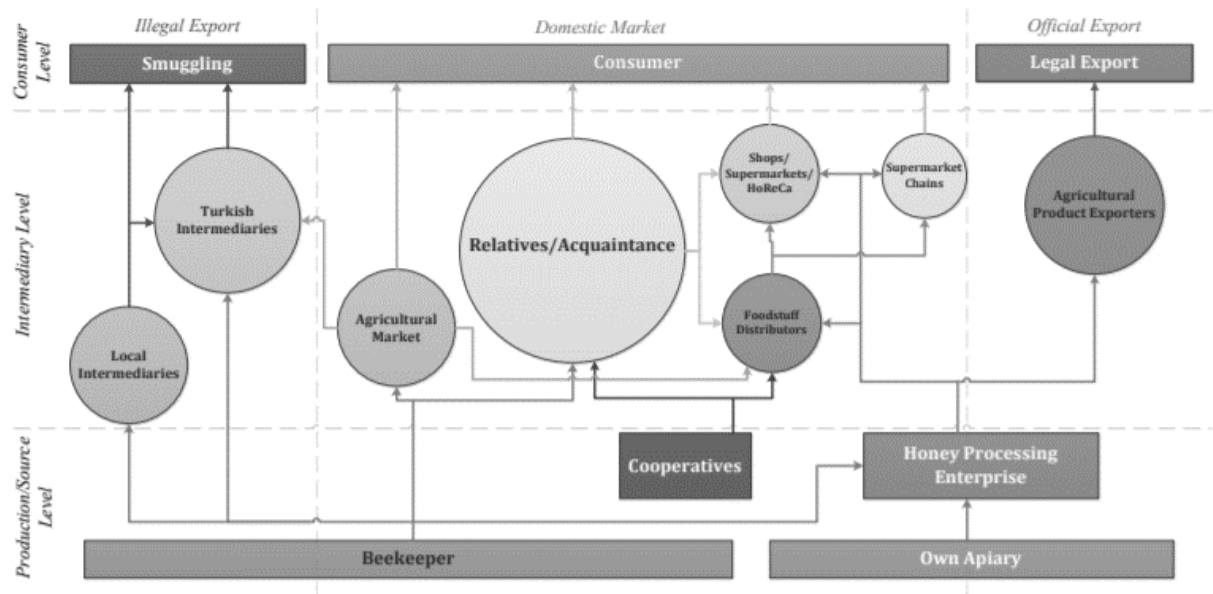 Illegal Export
Domestic Market
Official Export
Consumer
Level
Smuggling
Consumer
Legal Export
Intermediary Level
Turkish
Intermediaries
Local
Intermediaries
Agricultural
Market
Relatives/Acquaintance
Shops/
Supermarkets/
HoReCa
Supermarket
Chains
Foodstuff
Distributors
Agricultural
Product Exporters
Production/Source
Level
Cooperatives
Honey Processing
Enterprise
Beekeeper
Own Apiary